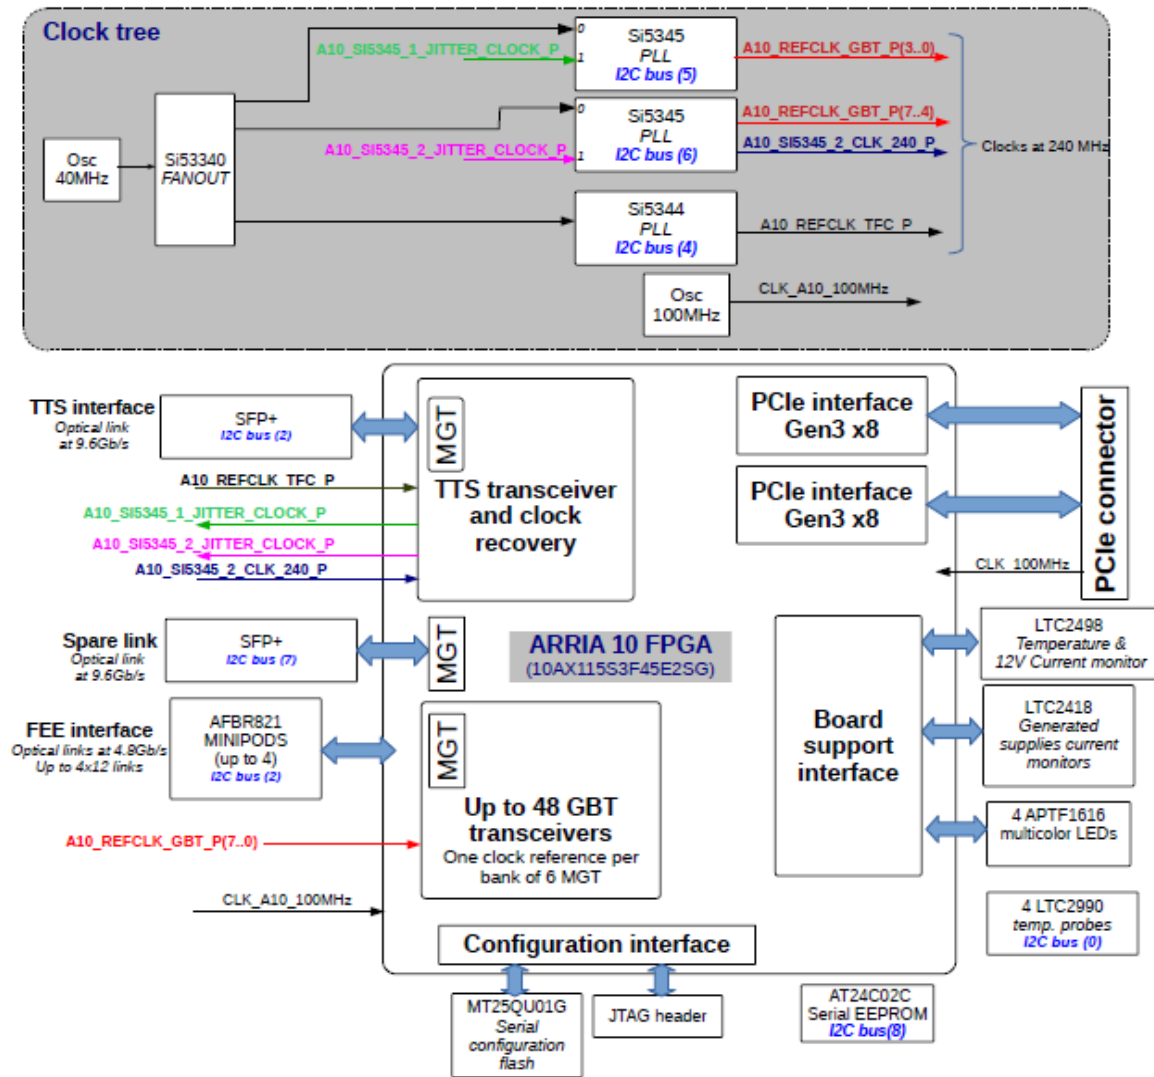 Clock tree
A10_SI5345_1_JITTER_CLOCK_P
0
1
Si5345
PLL
I2C bus (5)
A10_REFCLK_GBT_P(3..0)
Osc
40MHz
Si53340
FANOUT
A10_SI5345_2_JITTER_CLOCK_P
0
1
Si5345
PLL
I2C bus (6)
A10_REFCLK_GBT_P(7..4)
A10_SI5345_2_CLK_240_P
Clocks at 240 MHz
Si5344
PLL
I2C bus (4)
A10_REFCLK_TFC_P
Osc
100MHz
CLK_A10_100MHz
TTS interface
Optical link
at 9.6Gb/s
SFP+
I2C bus (2)
MGT
TTS transceiver
and clock
recovery
A10_REFCLK_TFC_P
A10_SI5345_1_JITTER_CLOCK_P
A10_SI5345_2_JITTER_CLOCK_P
A10_SI5345_2_CLK_240_P
PCIe interface
Gen3 x8
PCIe interface
Gen3 x8
PCIe connector
CLK_100MHz
Spare link
Optical link
at 9.6Gb/s
SFP+
I2C bus (7)
MGT
ARRIA 10 FPGA
(10AX115S3F45E2SG)
LTC2498
Temperature &
12V Current monitor
FEE interface
Optical links at 4.8Gb/s
Up to 4x12 links
AFBR821
MINIPODS
(up to 4)
I2C bus (2)
MGT
Up to 48 GBT
transceivers
One clock reference per
bank of 6 MGT
Board
support
interface
LTC2418
Generated
supplies current
monitors
4 APTF1616
multicolor LEDs
A10_REFCLK_GBT_P(7..0)
CLK_A10_100MHz
4 LTC2990
temp. probes
I2C bus (0)
Configuration interface
MT25QU01G
Serial
configuration
flash
JTAG header
AT24C02C
Serial EEPROM
I2C bus(8)